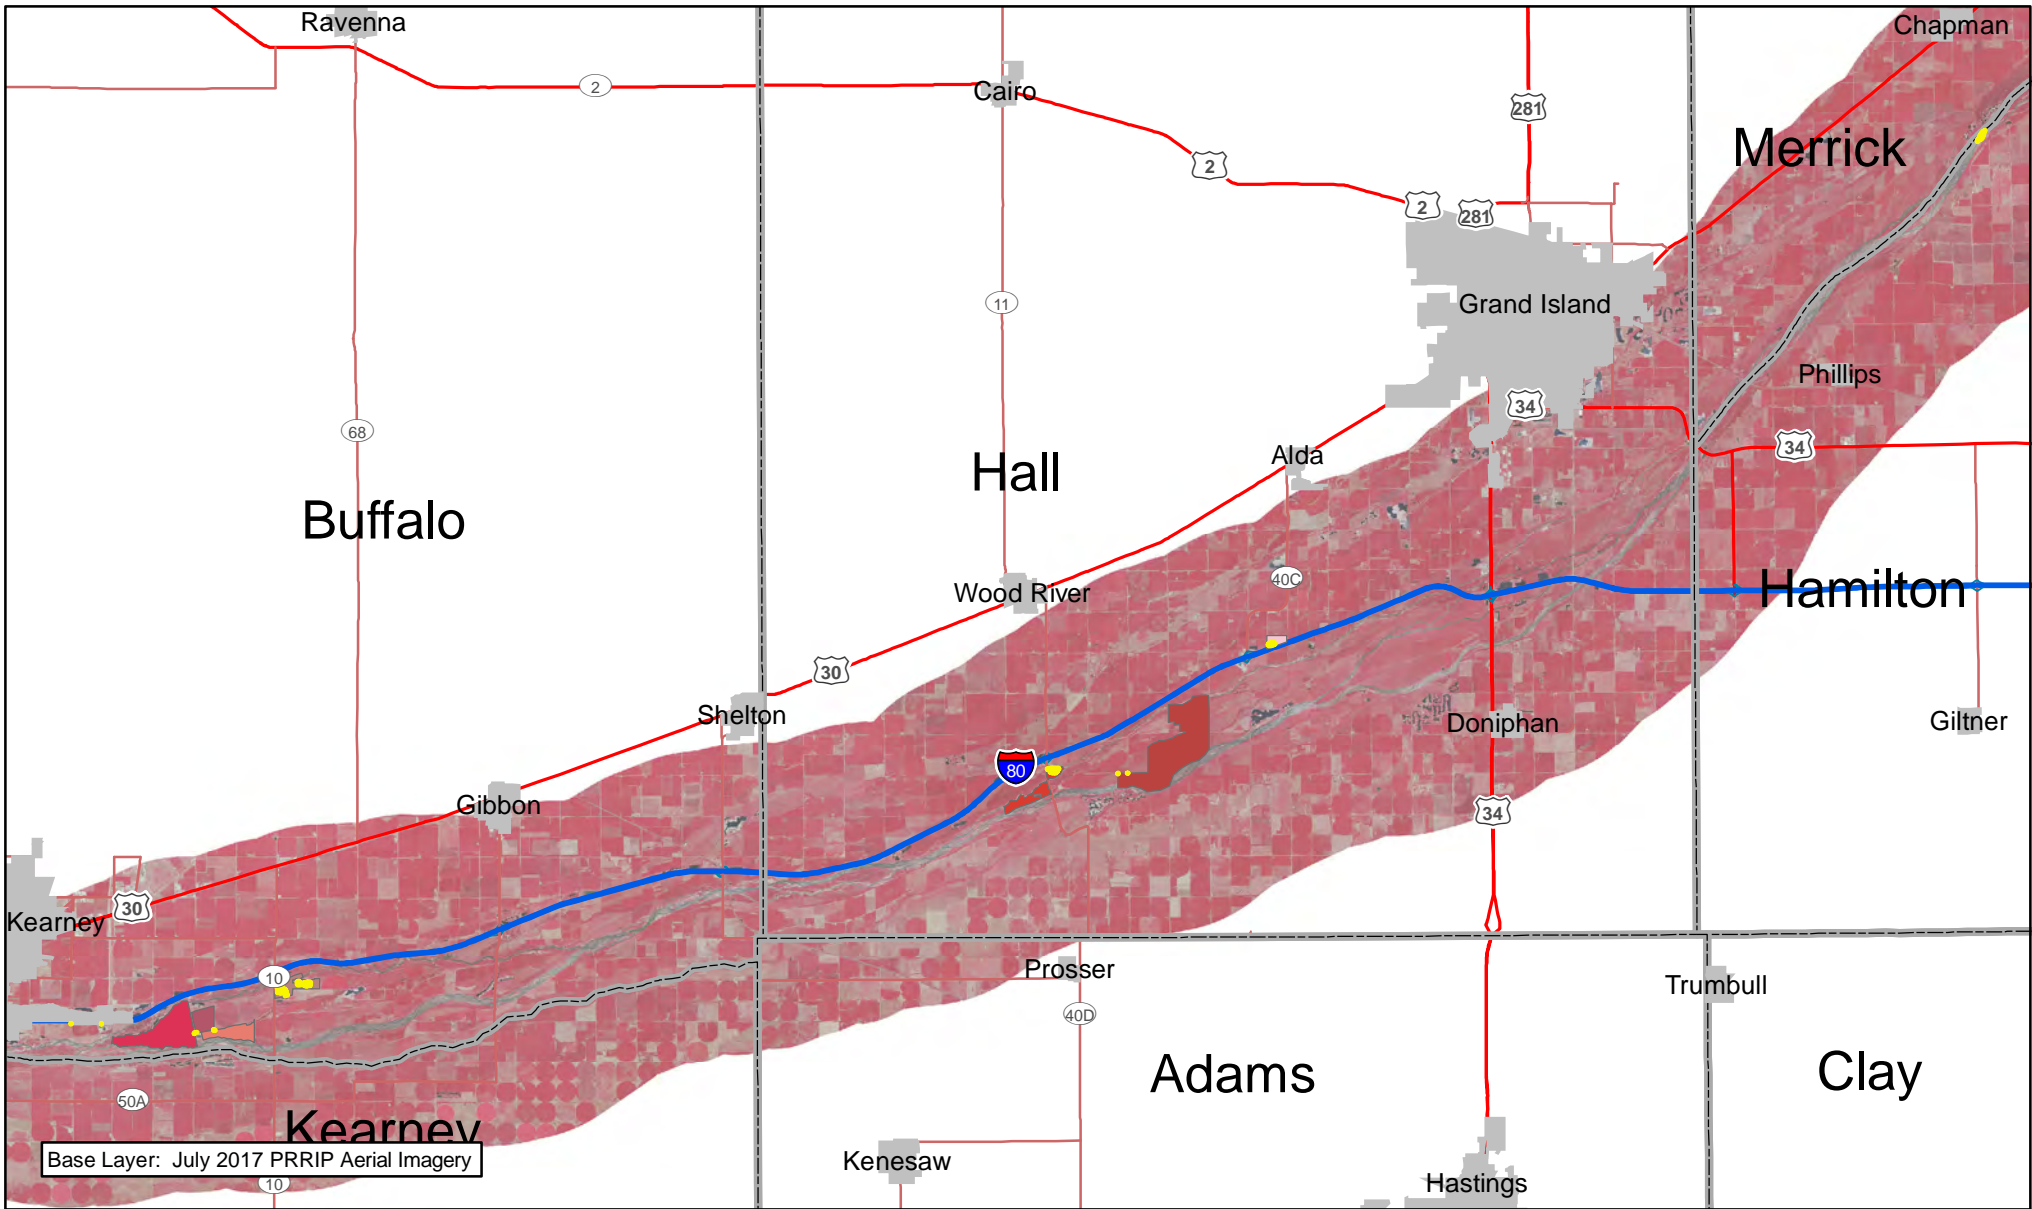 Ravenna
Chapman
2
Cairo
281
Merrick
2
2
281
11
Grand Island
Phillips
68
34
34
Alda
Hall
Buffalo
40C
Wood River
Hamilton
30
Shelton
Doniphan
Giltner
80
Gibbon
34
30
Kearney
10
Prosser
Trumbull
40D
Adams
Clay
50A
Kearney
Base Layer: July 2017 PRRIP Aerial Imagery
Kenesaw
10
Hastings